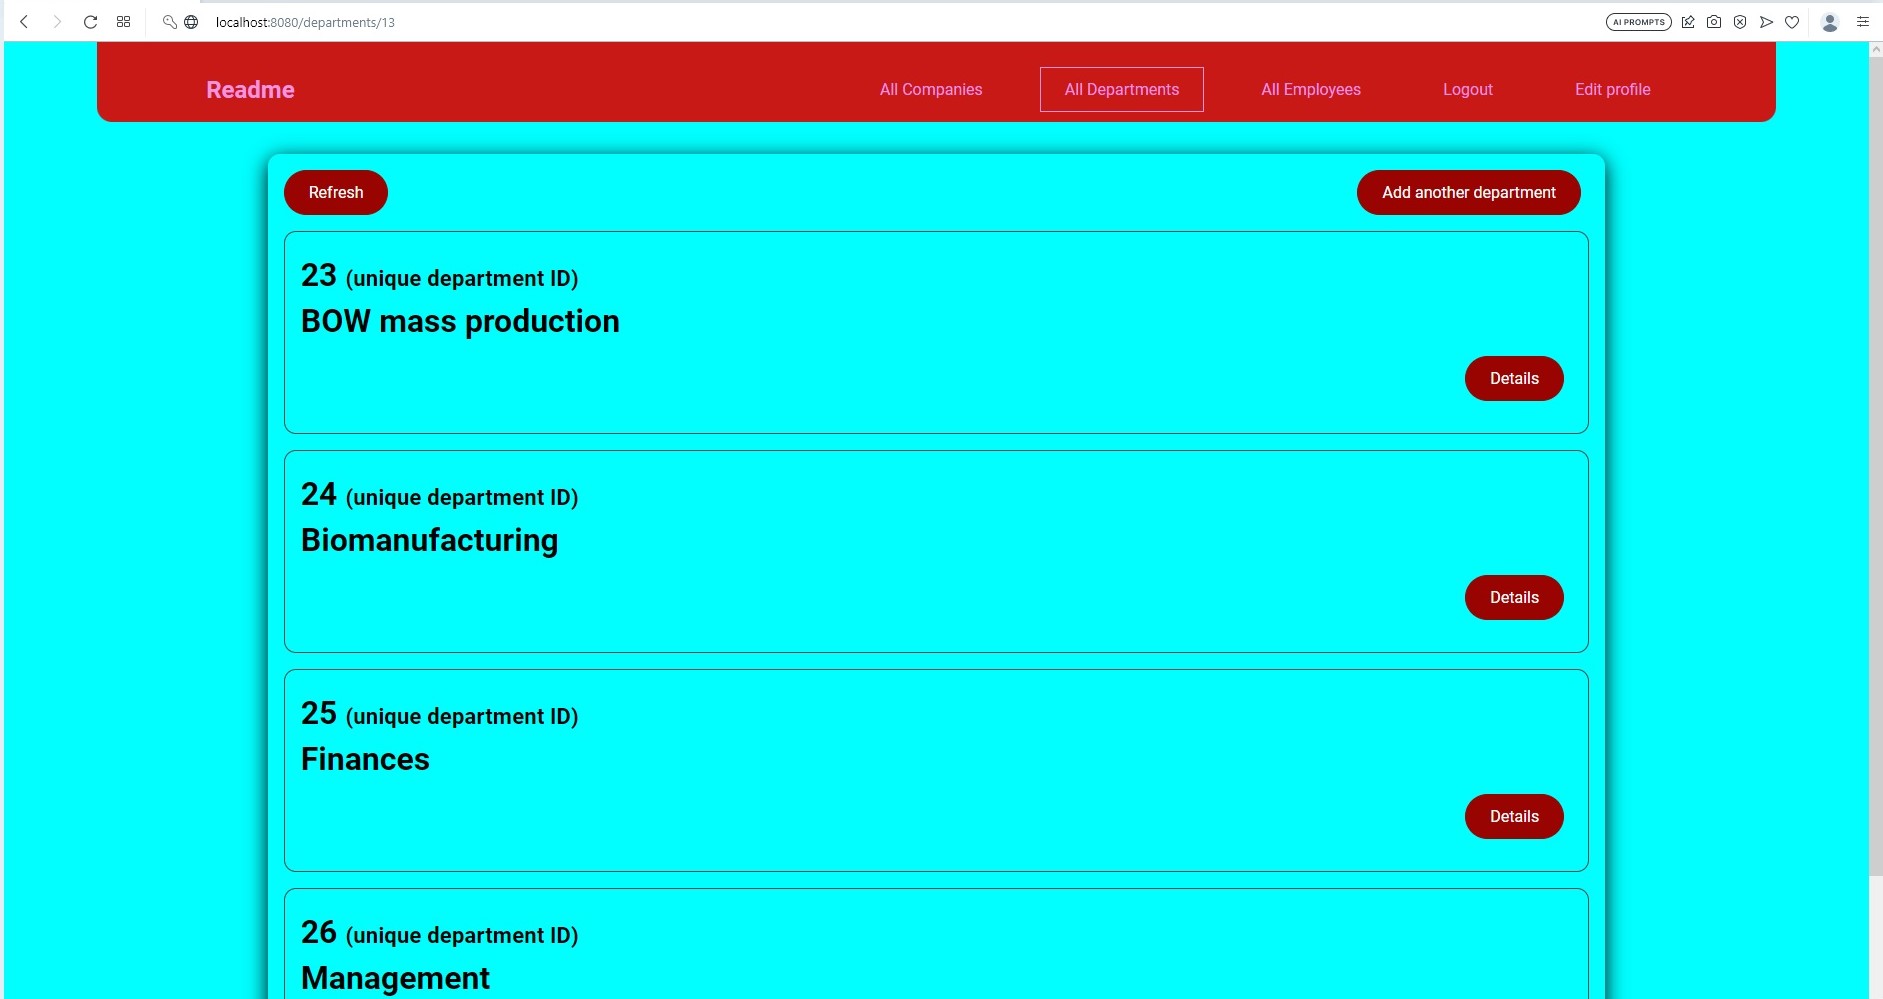 localhost:8080/departments/13
AI PROMPTS
Readme
All Companies
All Departments
All Employees
Logout
Edit profile
Refresh
Add another department
23 (unique department ID)
BOW mass production
Details
24 (unique department ID)
Biomanufacturing
Details
25 (unique department ID)
Finances
Details
26 (unique department ID)
Management